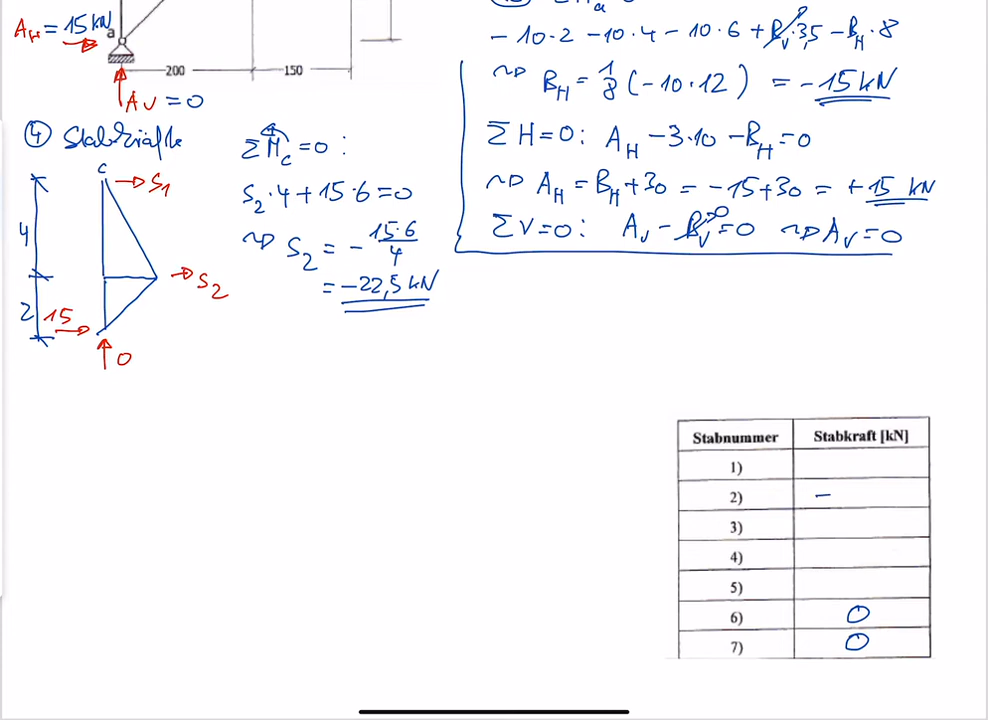 A_H = 15 kN
a
200
150
A_V = 0
a
- 10·2 - 10·4 - 10·6 + B_V·3,5 - B_H·8
0
⇝ B_H = 1/8 (-10·12) = -15 kN
Σ H=0: A_H - 3·10 - B_H = 0
⇝ A_H = B_H + 30 = -15+30 = +15 kN
Σ V=0: A_V - B_V = 0 ⇝ A_V = 0
0
④ Stabkräfte
Σ M_c = 0 :
S_2·4 + 15·6 = 0
⇝ S_2 = - 15·6/4
= -22,5 kN
c
S_1
4
S_2
2
15
0
Stabnummer Stabkraft [kN]
1)
2) -
3)
4)
5)
6) 0
7) 0